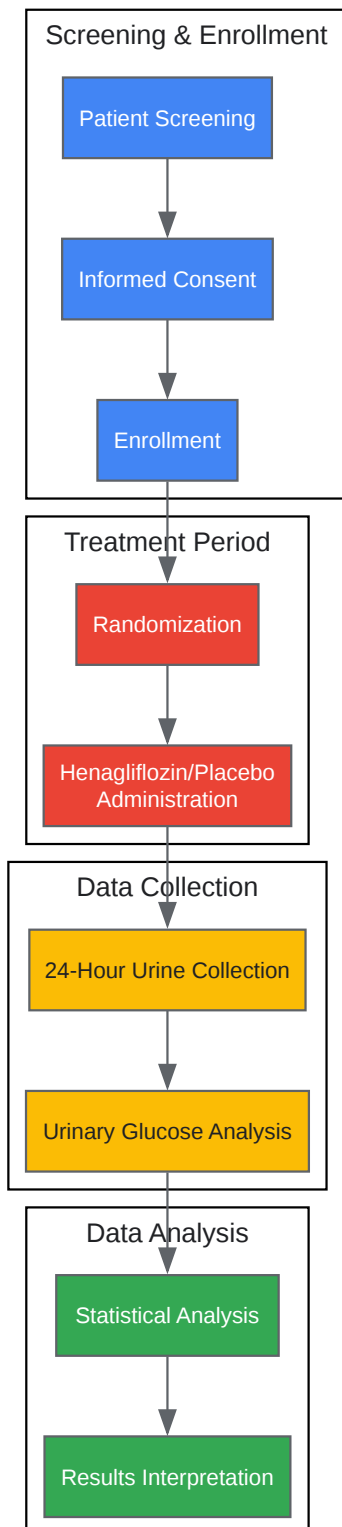 Screening & Enrollment
Patient Screening
Informed Consent
Enrollment
Treatment Period
Randomization
Henagliflozin/Placebo
Administration
Data Collection
24-Hour Urine Collection
Urinary Glucose Analysis
Data Analysis
Statistical Analysis
Results Interpretation